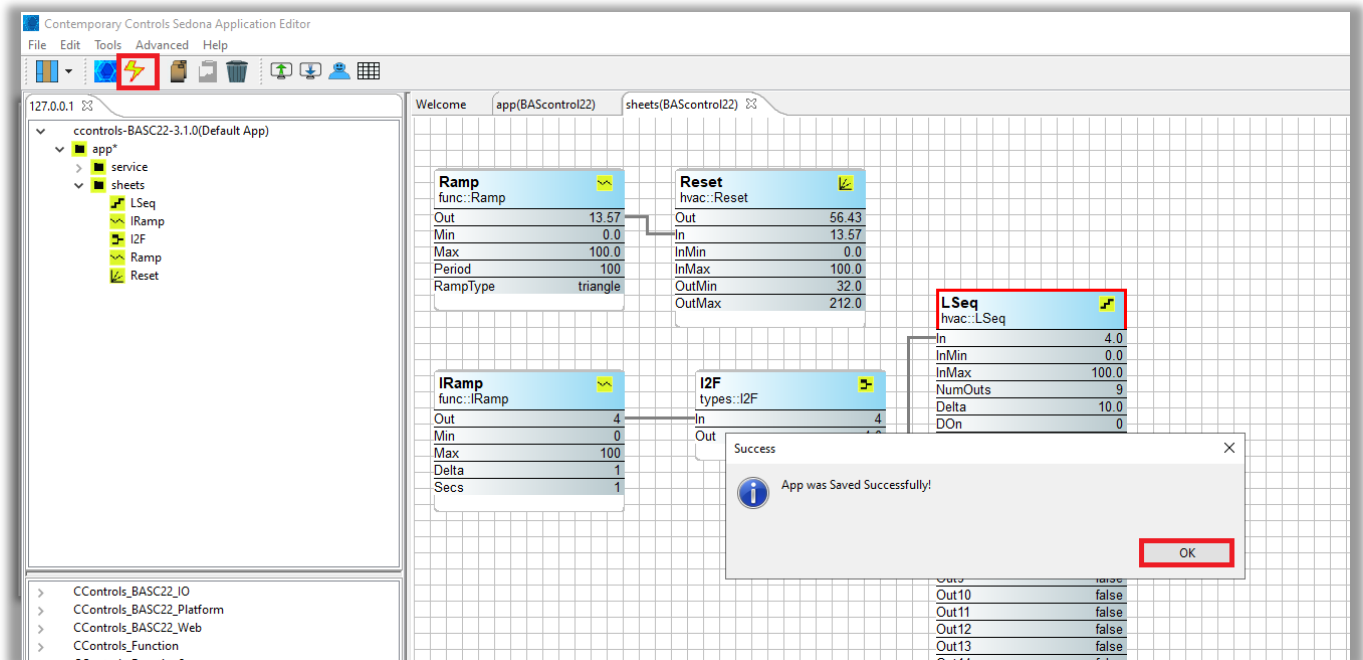 Contemporary Controls Sedona Application Editor
File Edit Tools Advanced Help
127.0.0.1
ccontrols-BASC22-3.1.0(Default App)
app*
service
sheets
LSeq
IRamp
I2F
Ramp
Reset
CControls_BASC22_IO
CControls_BASC22_Platform
CControls_BASC22_Web
CControls_Function
Welcome app(BAScontrol22) sheets(BAScontrol22)
Ramp
func::Ramp
Out 13.57
Min 0.0
Max 100.0
Period 100
RampType triangle
Reset
hvac::Reset
Out 56.43
In 13.57
InMin 0.0
InMax 100.0
OutMin 32.0
OutMax 212.0
IRamp
func::IRamp
Out 4
Min 0
Max 100
Delta 1
Secs 1
I2F
types::I2F
In 4
Out
LSeq
hvac::LSeq
In 4.0
InMin 0.0
InMax 100.0
NumOuts 9
Delta 10.0
DOn 0
Success
App was Saved Successfully!
OK
Out9 false
Out10 false
Out11 false
Out12 false
Out13 false